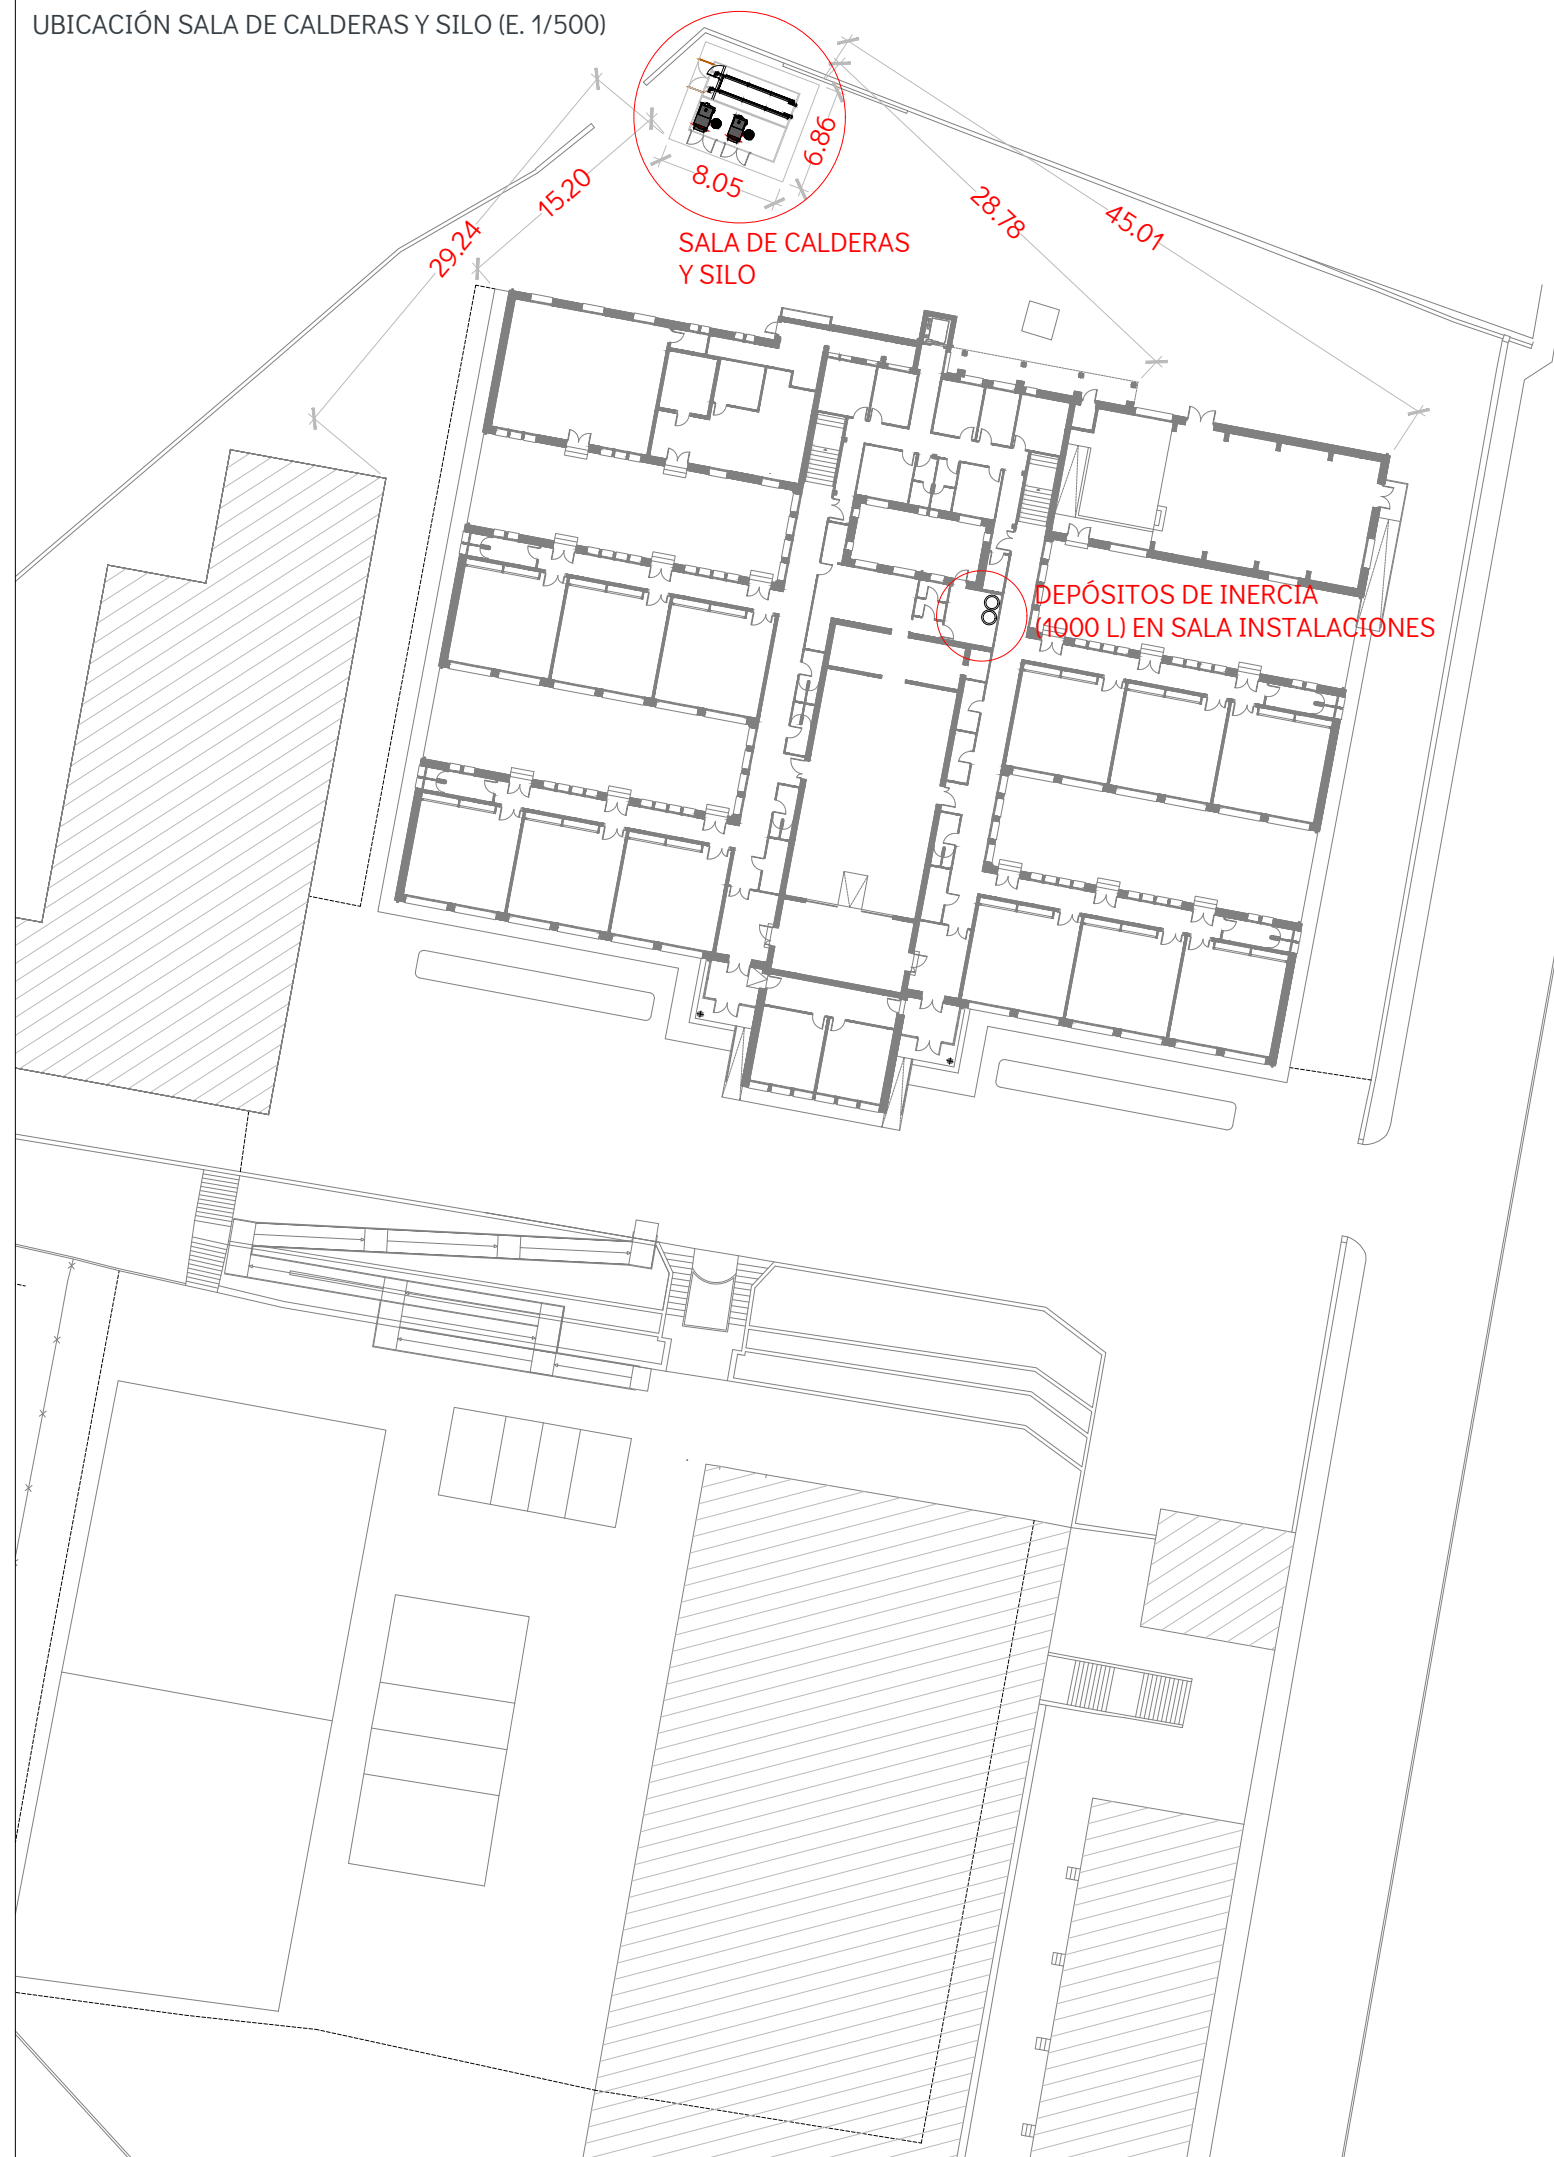 UBICACIÓN SALA DE CALDERAS Y SILO (E. 1/500)
6.86
8.05
15.20
29.24
28.78
45.01
SALA DE CALDERAS
Y SILO
DEPÓSITOS DE INERCIA
(1000 L) EN SALA INSTALACIONES